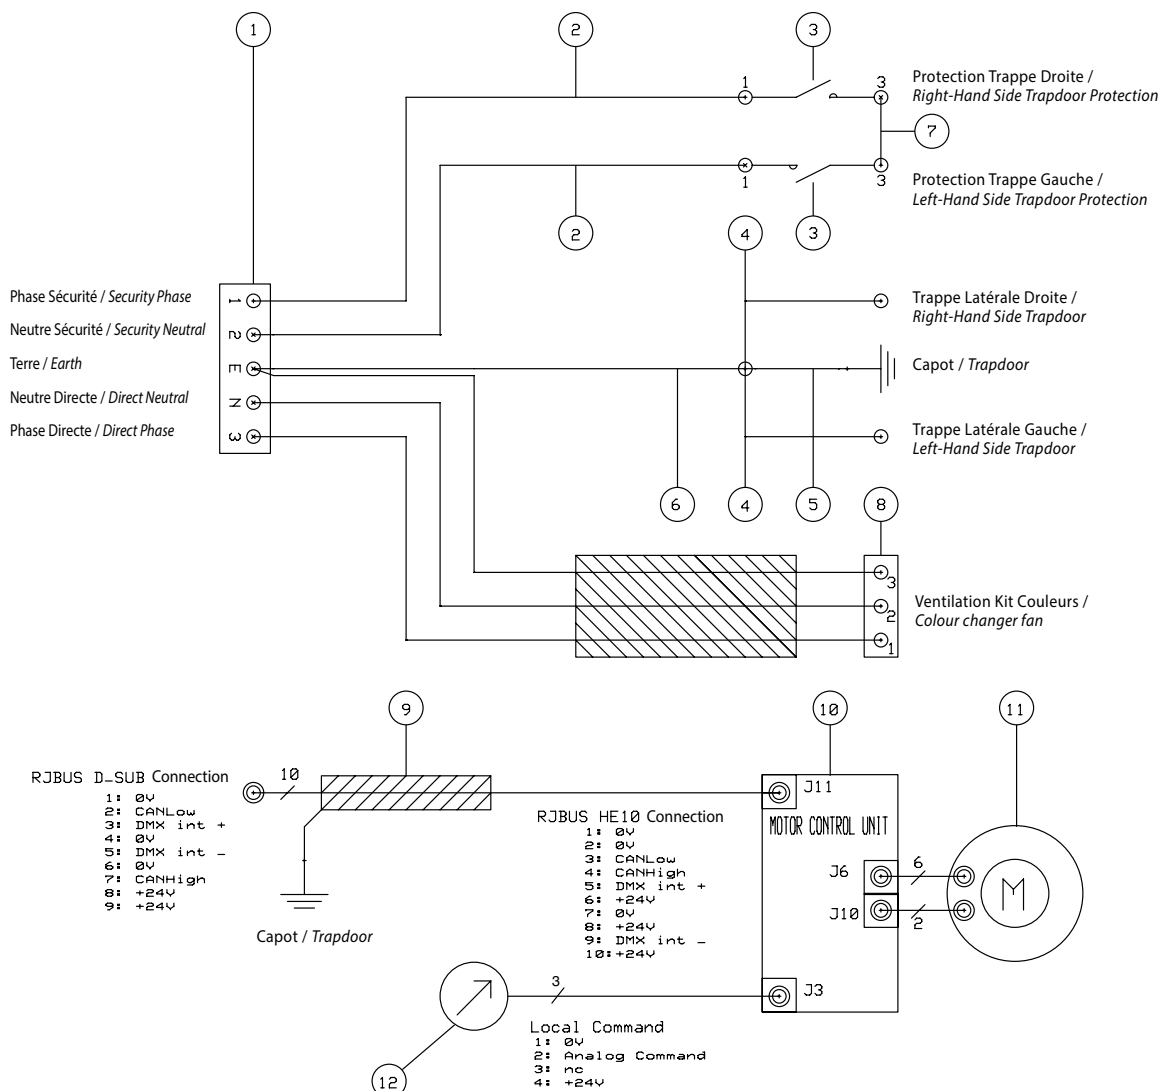 1
2
3
1
3
Protection Trappe Droite /
Right-Hand Side Trapdoor Protection
7
1
3
Protection Trappe Gauche /
Left-Hand Side Trapdoor Protection
2
4
3
Phase Sécurité / Security Phase
1
Trappe Latérale Droite /
Right-Hand Side Trapdoor
Neutre Sécurité / Security Neutral
2
Terre / Earth
E
Capot / Trapdoor
Neutre Directe / Direct Neutral
N
Phase Directe / Direct Phase
3
Trappe Latérale Gauche /
Left-Hand Side Trapdoor
6
4
5
8
3
2
1
Ventilation Kit Couleurs /
Colour changer fan
9
10
11
RJBUS D_SUB Connection
10
1: 0V
2: CANLow
3: DMX int +
4: 0V
5: DMX int -
6: 0V
7: CANHigh
8: +24V
9: +24V
Capot / Trapdoor
J11
MOTOR CONTROL UNIT
RJBUS HE10 Connection
1: 0V
2: 0V
3: CANLow
4: CANHigh
5: DMX int +
6: +24V
7: 0V
8: +24V
9: DMX int -
10:+24V
J6
6
J10
2
M
J3
3
Local Command
1: 0V
2: Analog Command
3: nc
4: +24V
12